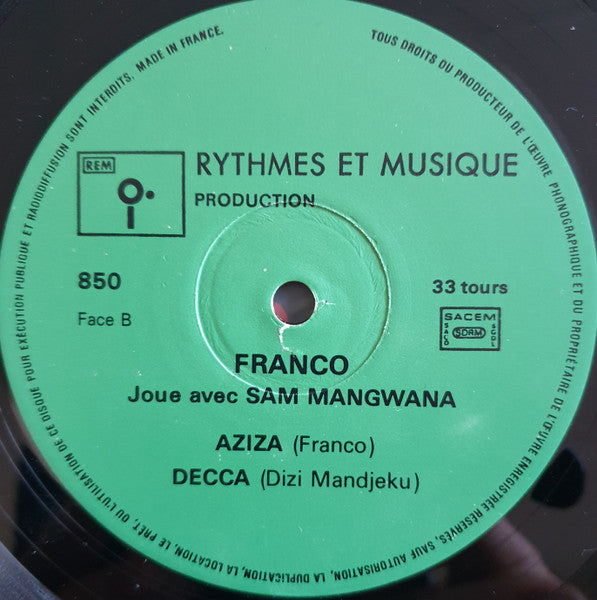 TOUS DROITS DU PRODUCTEUR DE L'ŒUVRE PHONOGRAPHIQUE ET DU PROPRIÉTAIRE DE L'ŒUVRE ENREGISTRÉE RÉSERVÉS, SAUF AUTORISATION, LA DUPLICATION, LA LOCATION, LE PRÊT, OU L'UTILISATION DE CE DISQUE POUR EXÉCUTION PUBLIQUE ET RADIODIFFUSION SONT INTERDITS. MADE IN FRANCE.
REM
RYTHMES ET MUSIQUE
PRODUCTION
850
33 tours
Face B
SACEM
SACD SDRM SGDL
FRANCO
Joue avec SAM MANGWANA
AZIZA (Franco)
DECCA (Dizi Mandjeku)